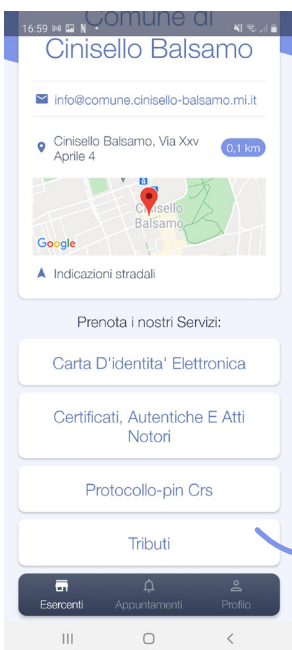 Comune di
16:59
Cinisello Balsamo
info@comune.cinisello-balsamo.mi.it
Cinisello Balsamo, Via Xxv
Aprile 4
0,1 km
Cinisello
Balsamo
Google
Indicazioni stradali
Prenota i nostri Servizi:
Carta D'identita' Elettronica
Certificati, Autentiche E Atti
Notori
Protocollo-pin Crs
Tributi
Esercenti
Appuntamenti
Profilo